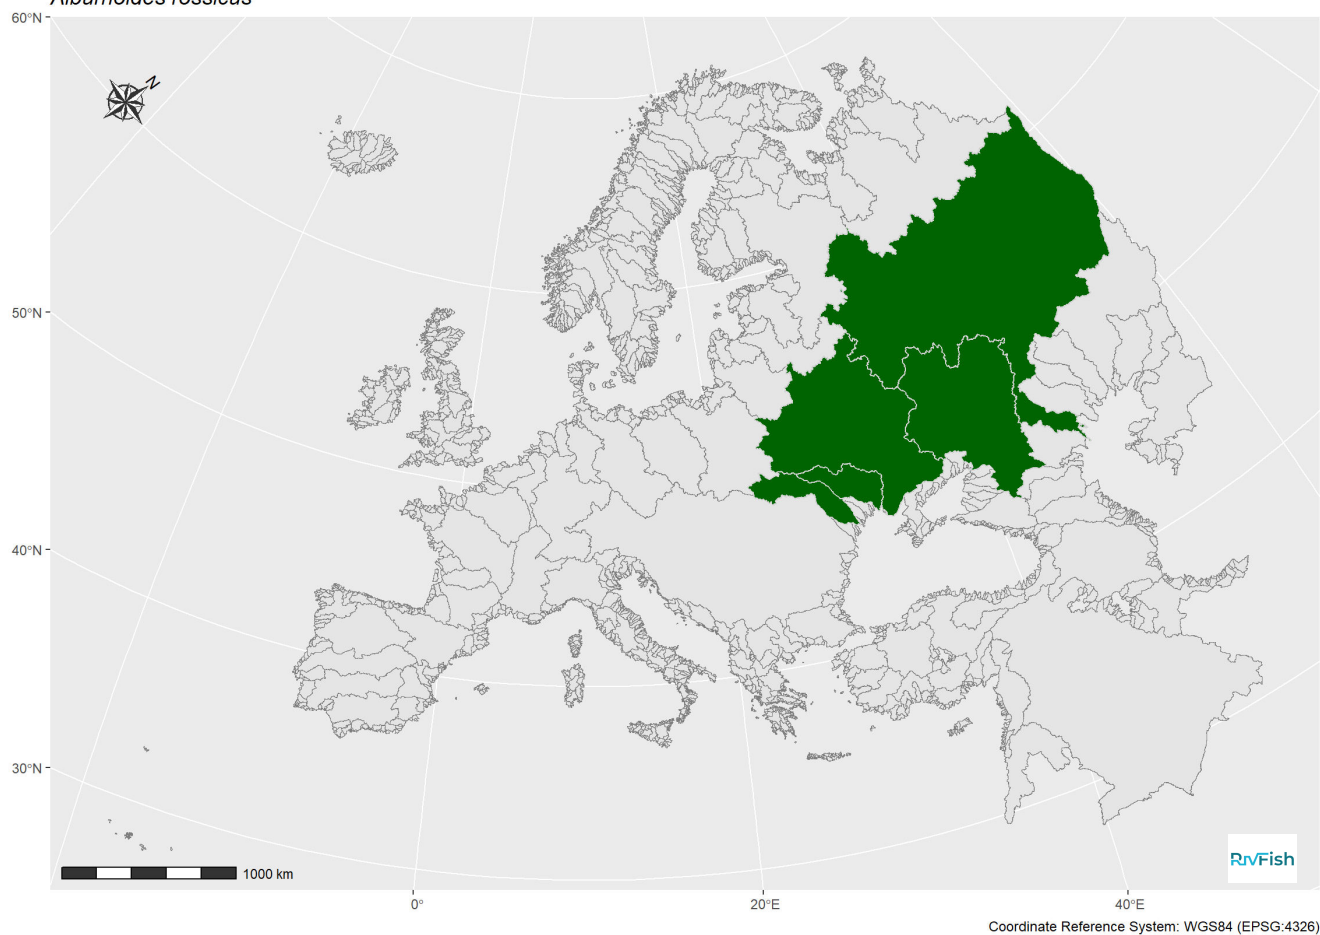 Alburnoides rossicus
60°N
N
50°N
40°N
30°N
RivFish
1000 km
0° 20°E 40°E
Coordinate Reference System: WGS84 (EPSG:4326)